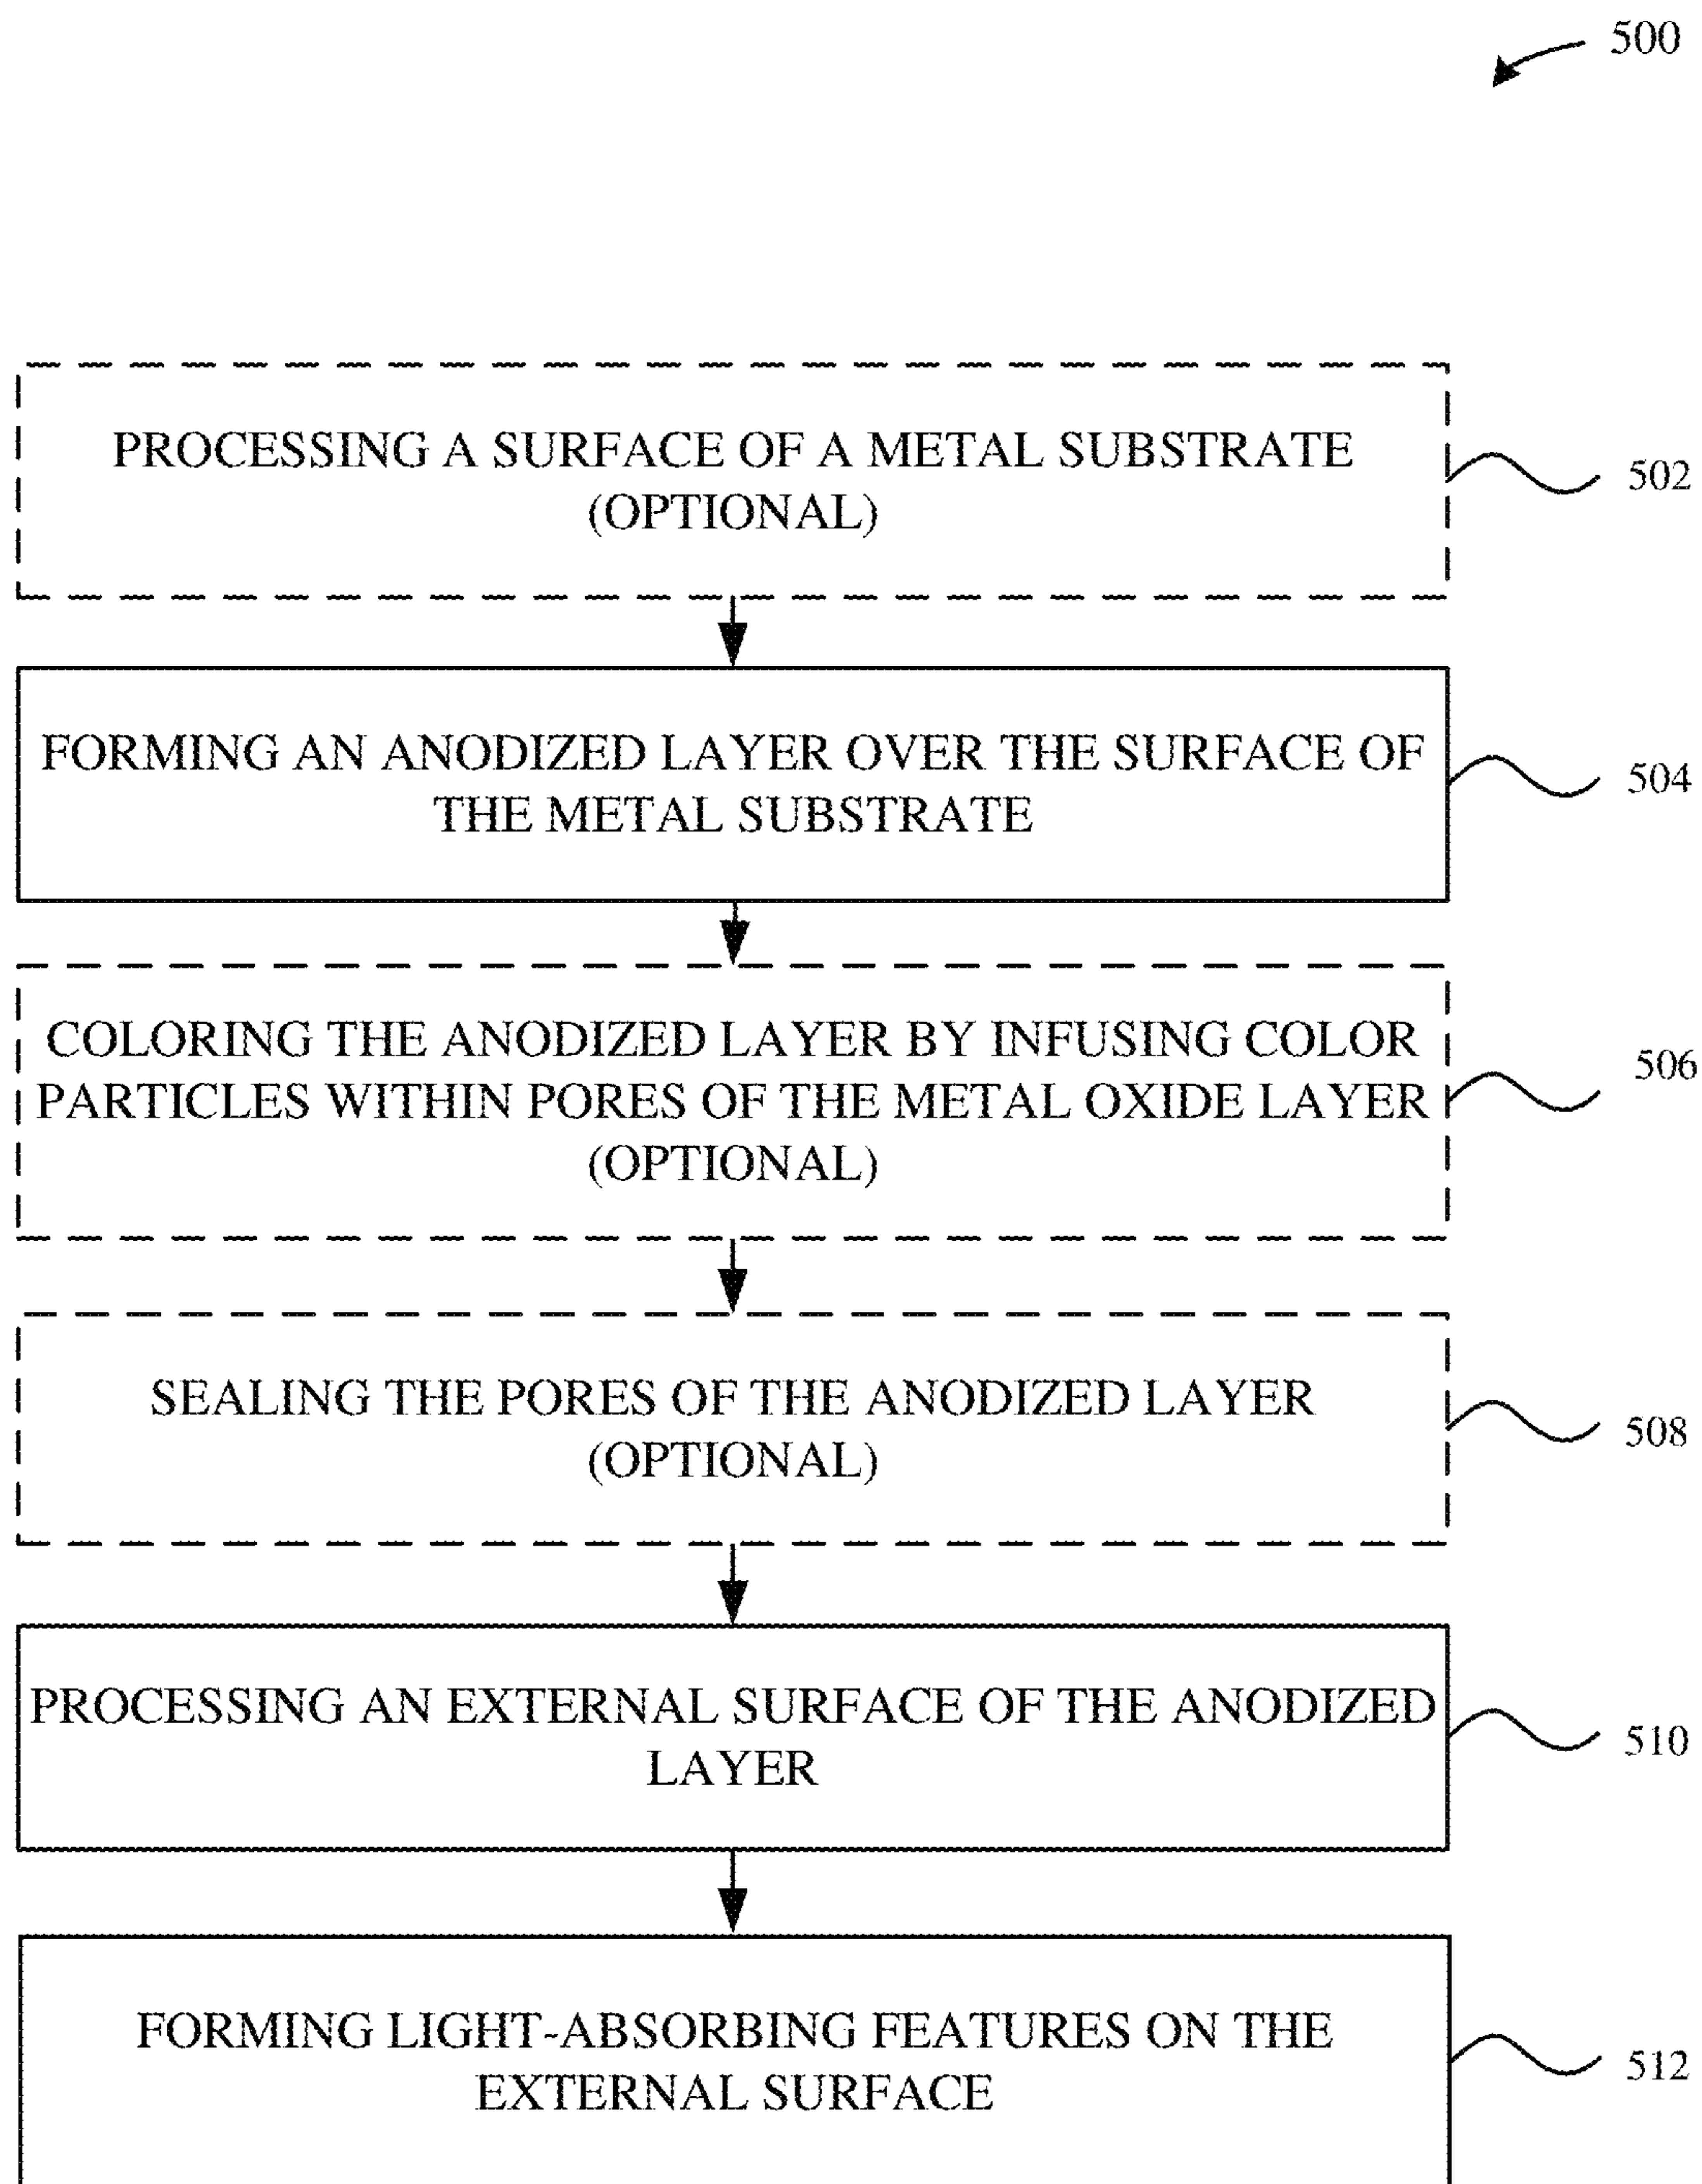 500
PROCESSING A SURFACE OF A METAL SUBSTRATE
(OPTIONAL)
502
FORMING AN ANODIZED LAYER OVER THE SURFACE OF
THE METAL SUBSTRATE
504
COLORING THE ANODIZED LAYER BY INFUSING COLOR
PARTICLES WITHIN PORES OF THE METAL OXIDE LAYER
(OPTIONAL)
506
SEALING THE PORES OF THE ANODIZED LAYER
(OPTIONAL)
508
PROCESSING AN EXTERNAL SURFACE OF THE ANODIZED
LAYER
510
FORMING LIGHT-ABSORBING FEATURES ON THE
EXTERNAL SURFACE
512